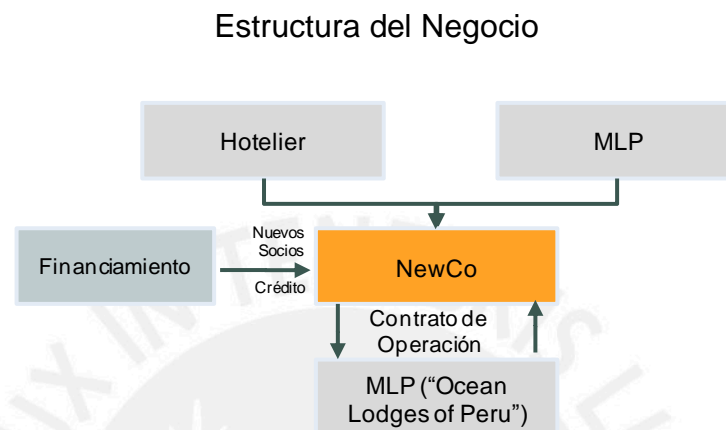 Estructura del Negocio
Hotelier
MLP
Nuevos
Socios
Financiamiento
Crédito
NewCo
Contrato de
Operación
MLP (“Ocean
Lodges of Peru”)